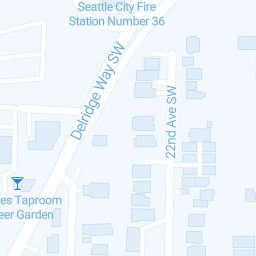 Seattle City Fire
Station Number 36
Delridge Way SW
22nd Ave SW
es Taproom
eer Garden